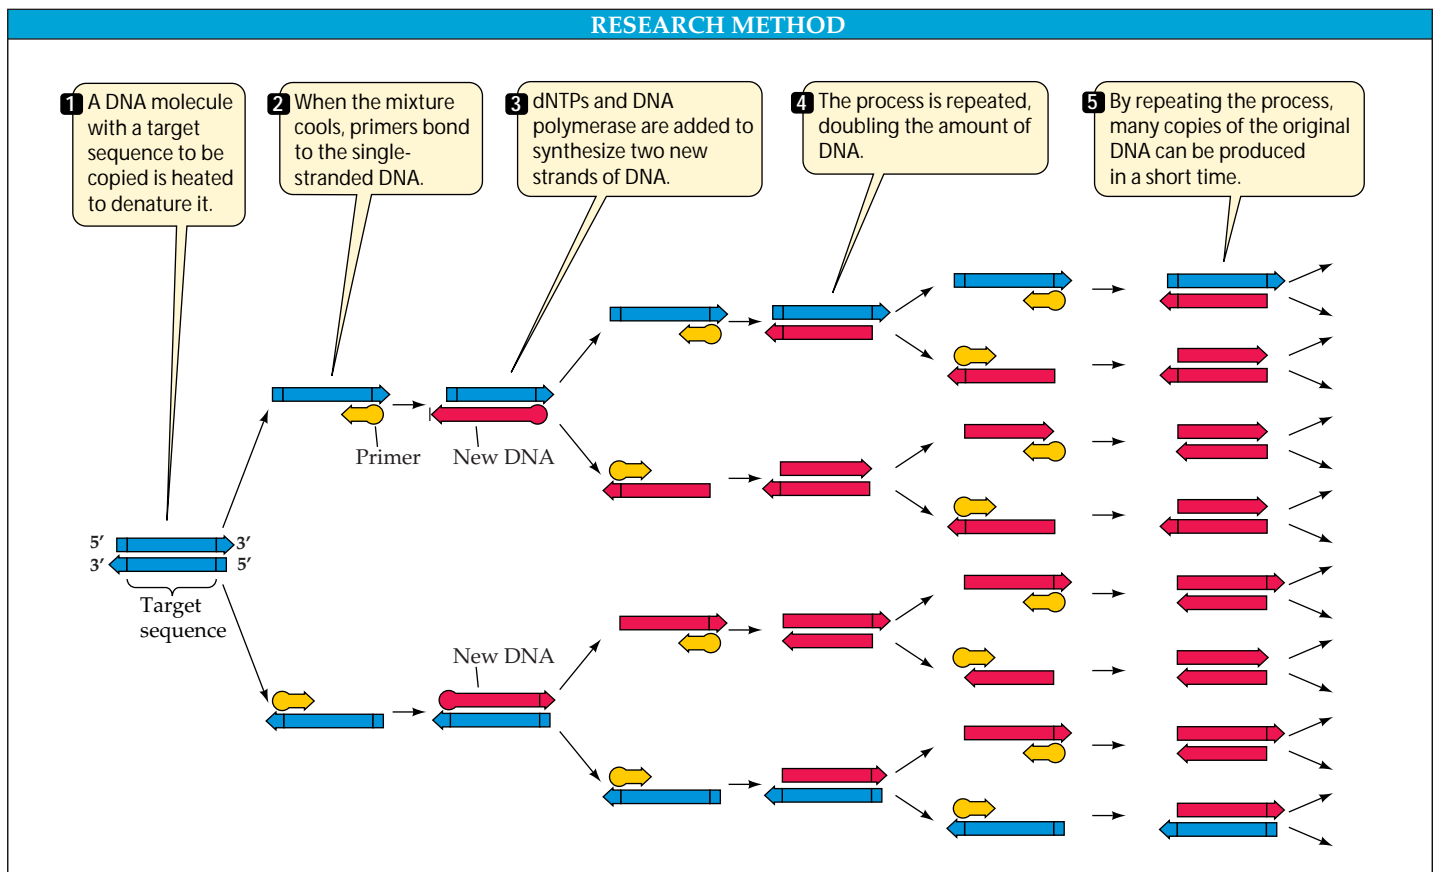 RESEARCH METHOD
1 A DNA molecule
with a target
sequence to be
copied is heated
to denature it.
2 When the mixture
cools, primers bond
to the single-
stranded DNA.
3 dNTPs and DNA
polymerase are added to
synthesize two new
strands of DNA.
4 The process is repeated,
doubling the amount of
DNA.
5 By repeating the process,
many copies of the original
DNA can be produced
in a short time.
Primer
New DNA
5′ 3′
3′ 5′
Target
sequence
New DNA